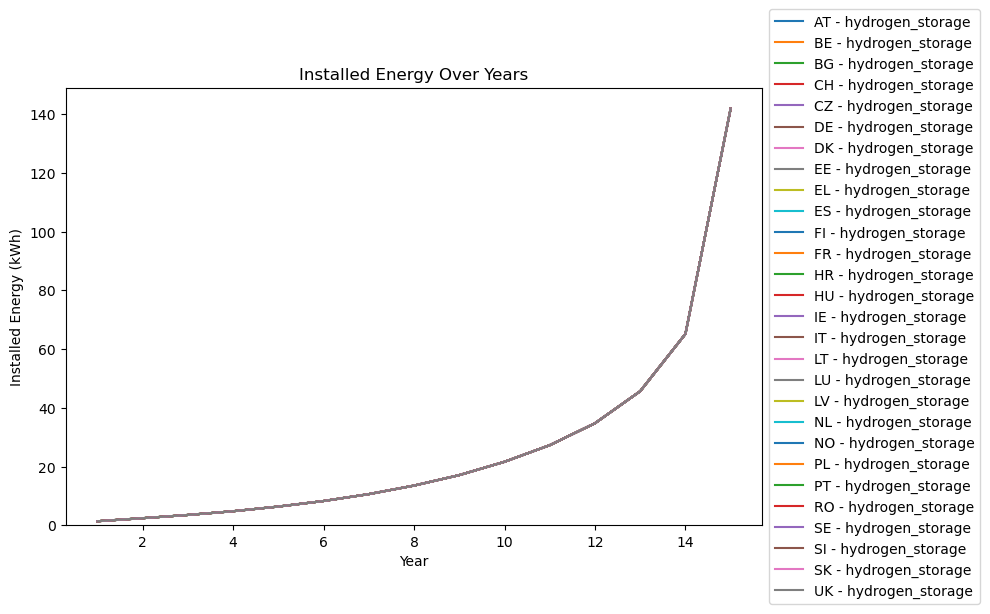 Installed Energy Over Years
Installed Energy (kWh)
140
120
100
80
60
40
20
0
2
4
6
8
10
12
14
Year
AT - hydrogen_storage
BE - hydrogen_storage
BG - hydrogen_storage
CH - hydrogen_storage
CZ - hydrogen_storage
DE - hydrogen_storage
DK - hydrogen_storage
EE - hydrogen_storage
EL - hydrogen_storage
ES - hydrogen_storage
FI - hydrogen_storage
FR - hydrogen_storage
HR - hydrogen_storage
HU - hydrogen_storage
IE - hydrogen_storage
IT - hydrogen_storage
LT - hydrogen_storage
LU - hydrogen_storage
LV - hydrogen_storage
NL - hydrogen_storage
NO - hydrogen_storage
PL - hydrogen_storage
PT - hydrogen_storage
RO - hydrogen_storage
SE - hydrogen_storage
SI - hydrogen_storage
SK - hydrogen_storage
UK - hydrogen_storage